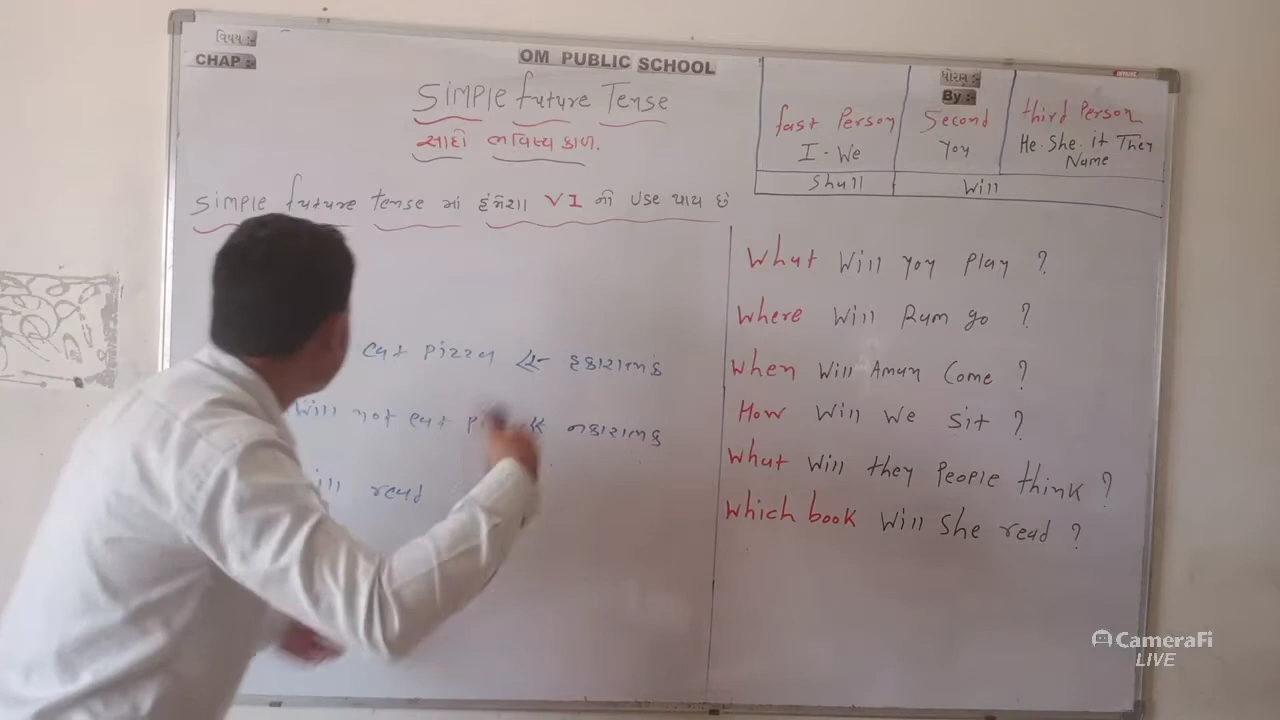 વિષય :-
CHAP :-
OM PUBLIC SCHOOL
Simple future Tense
સાદો ભવિષ્ય કાળ.
Simple future Tense માં હંમેશા V1 નો use થાય છે
eat pizza હકારાત્મક
will not eat નકારાત્મક
read
ધોરણ :-
By :-
fast Person
I - We
Second
You
third Person
He. She. it They
Name
Shall
Will
What Will you Play ?
Where Will Ram go ?
When Will Aman Come ?
How Will We Sit ?
What Will they People think ?
Which book Will She read ?
CameraFi
LIVE